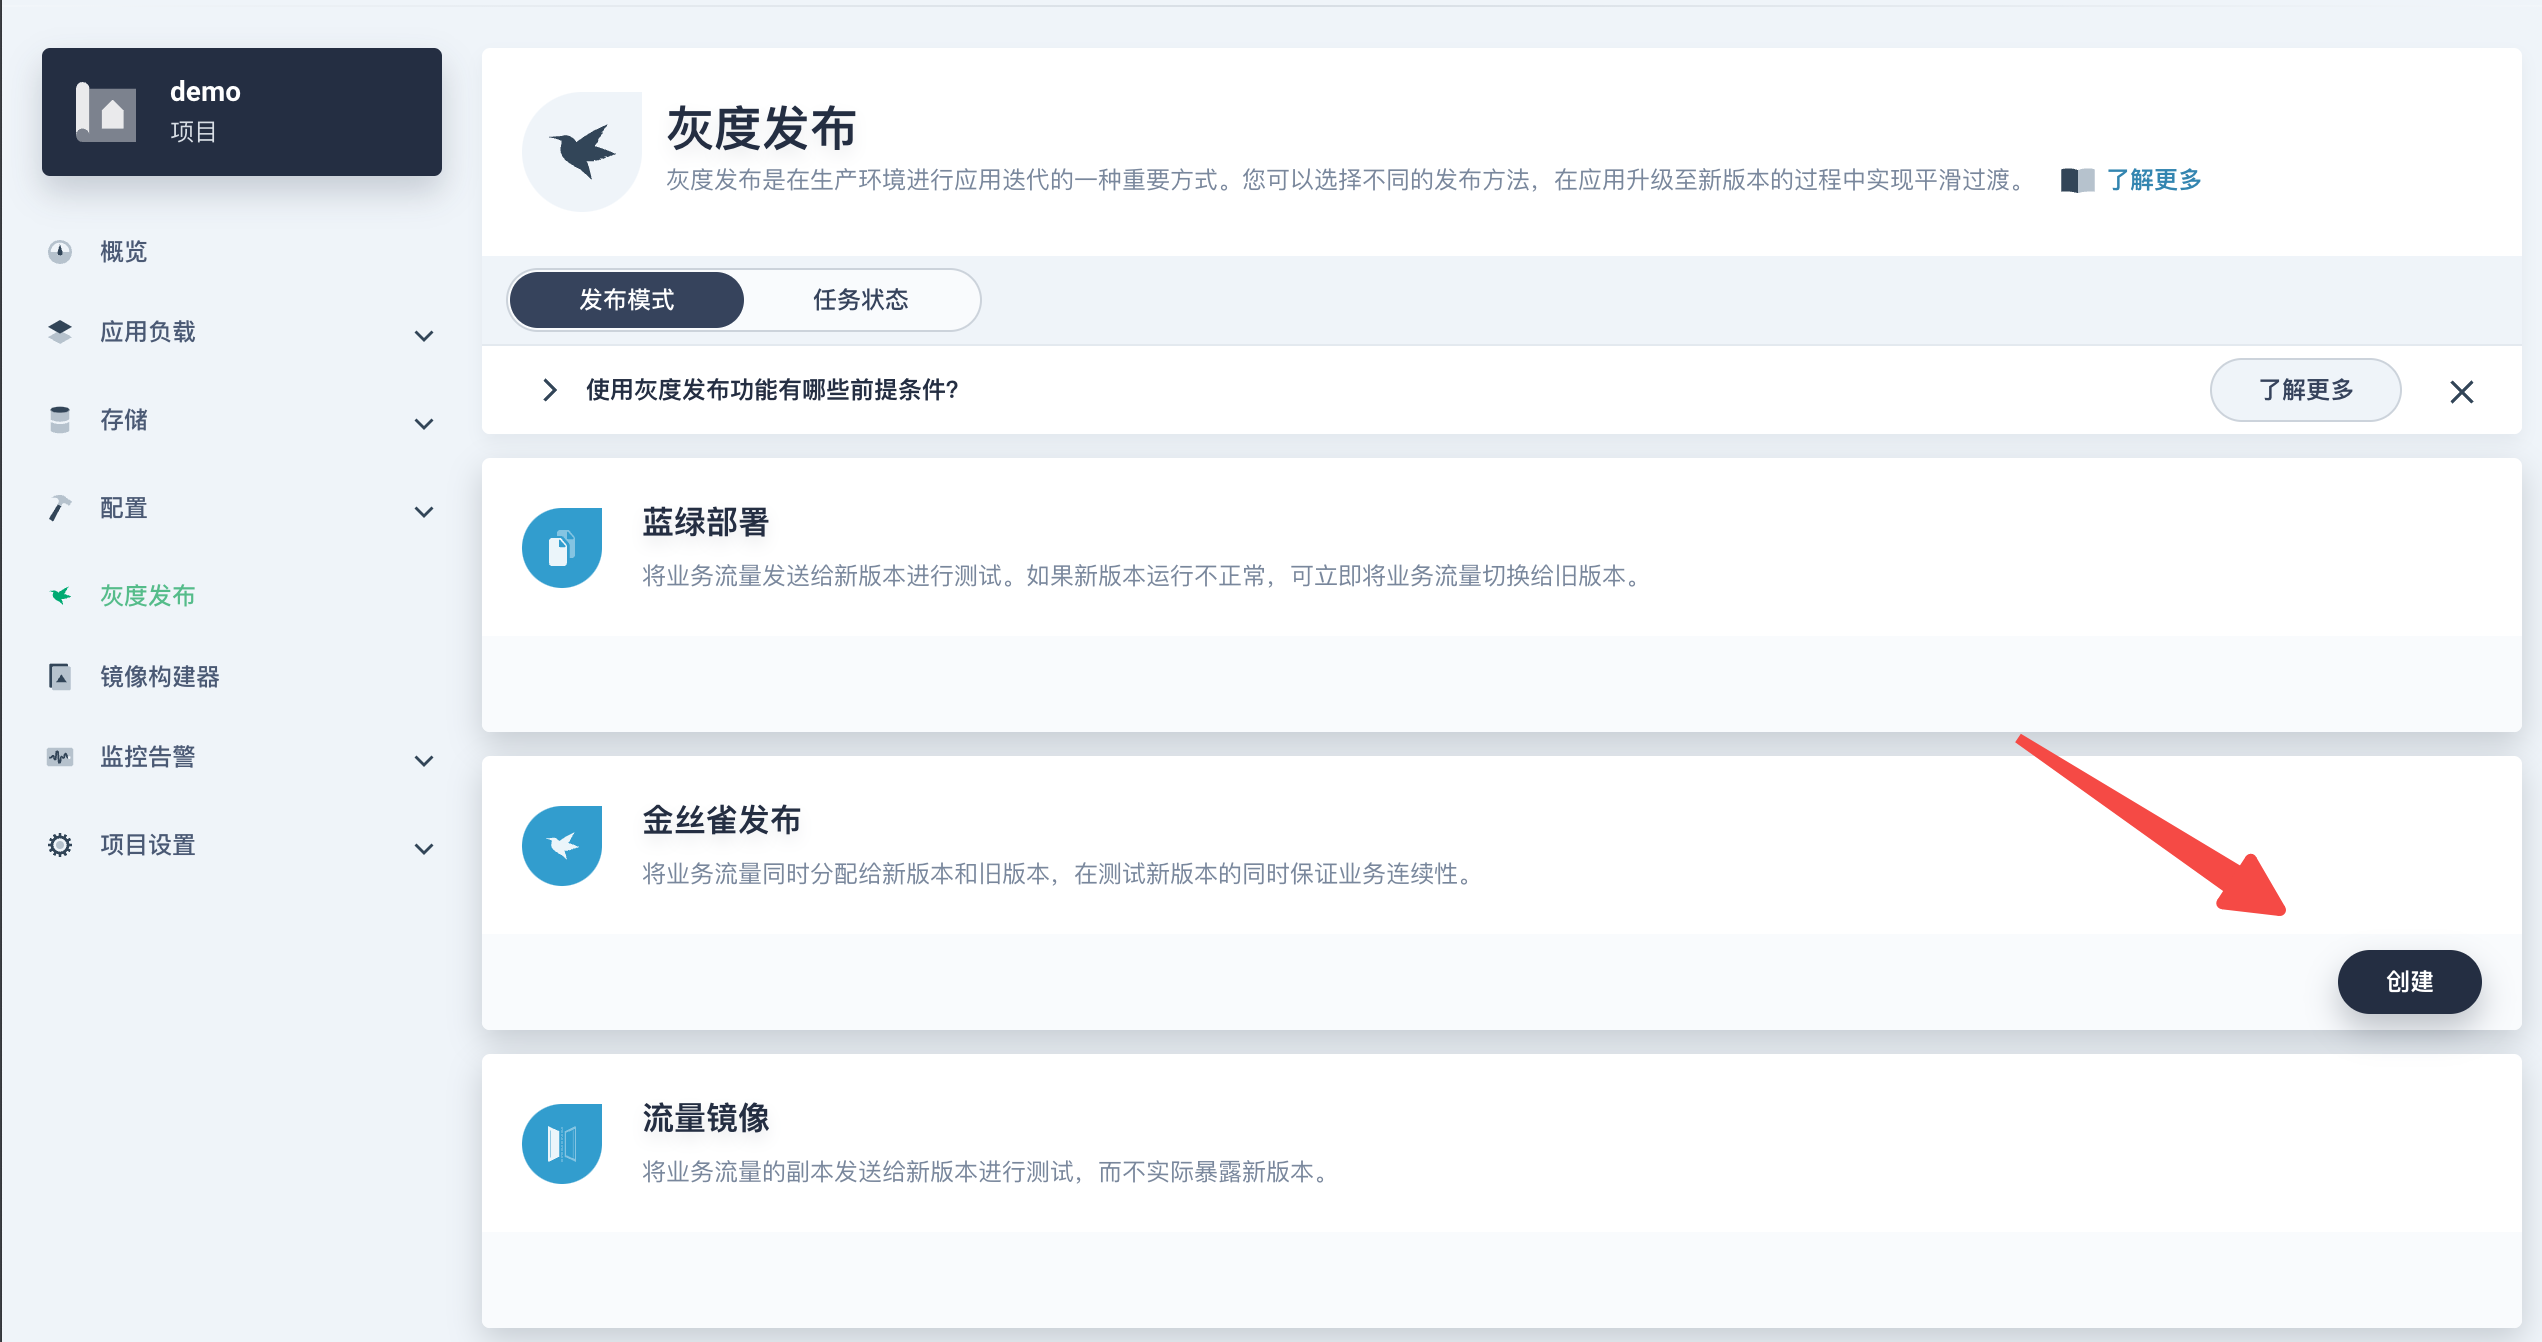 demo
项目
概览
应用负载
存储
配置
灰度发布
镜像构建器
监控告警
项目设置
灰度发布
灰度发布是在生产环境进行应用迭代的一种重要方式。您可以选择不同的发布方法，在应用升级至新版本的过程中实现平滑过渡。 了解更多
发布模式 任务状态
使用灰度发布功能有哪些前提条件? 了解更多
蓝绿部署
将业务流量发送给新版本进行测试。如果新版本运行不正常，可立即将业务流量切换给旧版本。
金丝雀发布
将业务流量同时分配给新版本和旧版本，在测试新版本的同时保证业务连续性。
创建
流量镜像
将业务流量的副本发送给新版本进行测试，而不实际暴露新版本。